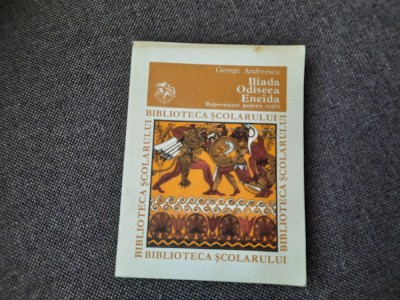 George Andreescu
Iliada
Odiseea
Eneida
Repovestire pentru copii
BIBLIOTECA ȘCOLARULUI
BIBLIOTECA ȘCOLARULUI
BIBLIOTECA ȘCOLARULUI
BIBLIOTECA ȘCOLARULUI